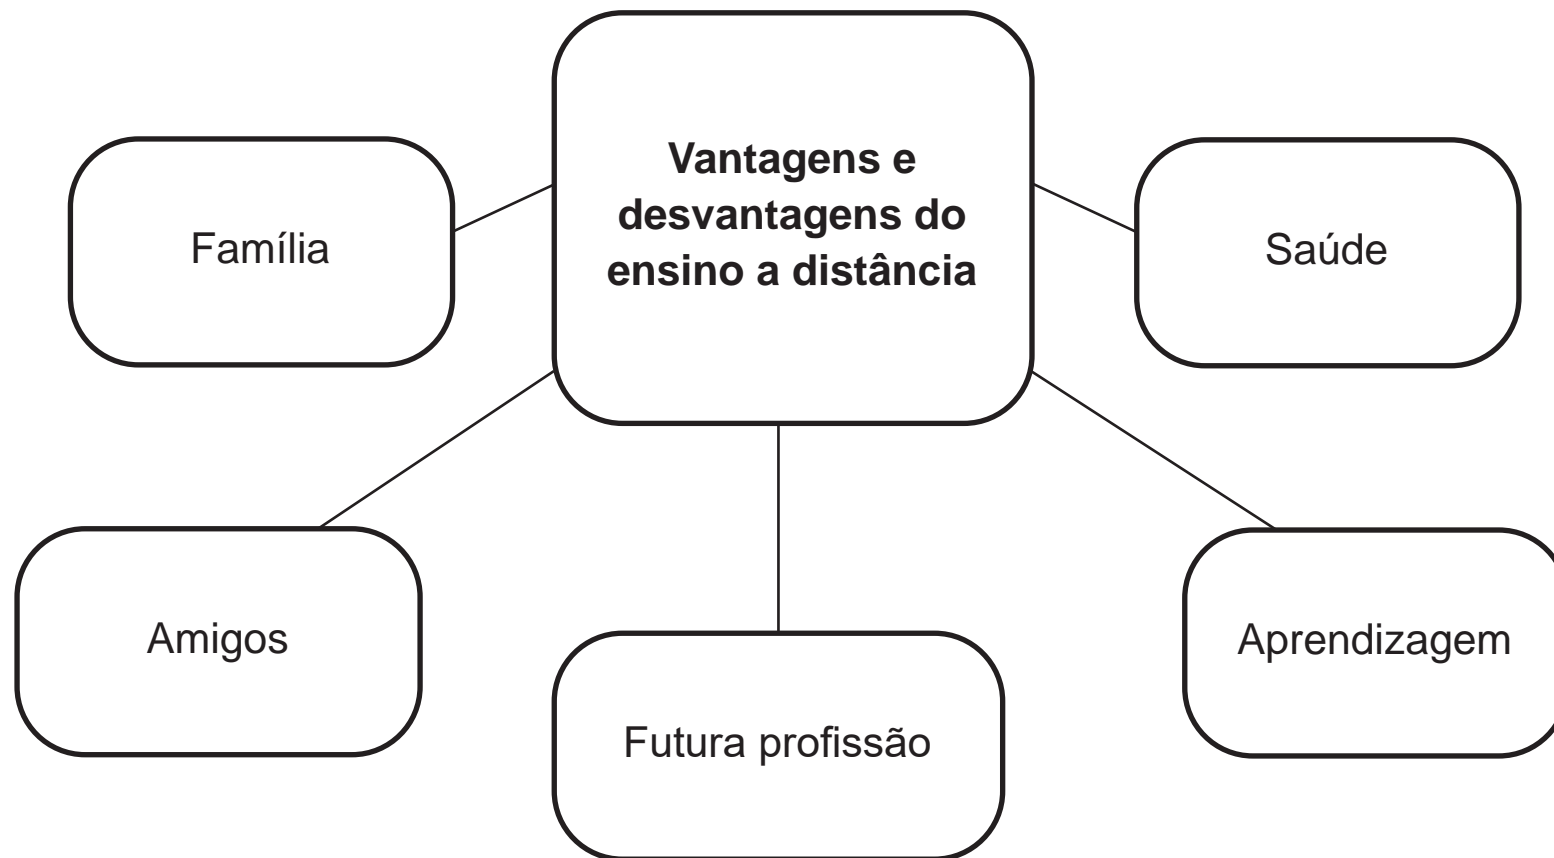 Vantagens e
desvantagens do
ensino a distância
Família
Saúde
Amigos
Aprendizagem
Futura profissão